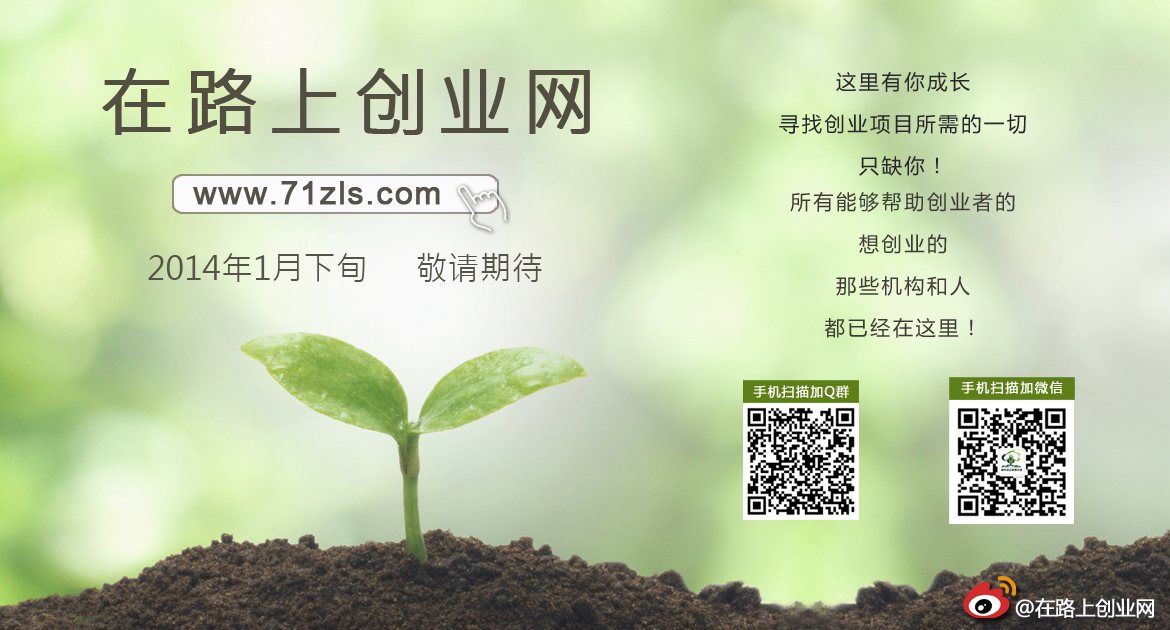 在路上创业网
www.71zls.com
2014年1月下旬 敬请期待
这里有你成长
寻找创业项目所需的一切
只缺你！
所有能够帮助创业者的
想创业的
那些机构和人
都已经在这里！
手机扫描加Q群
手机扫描加微信
@在路上创业网